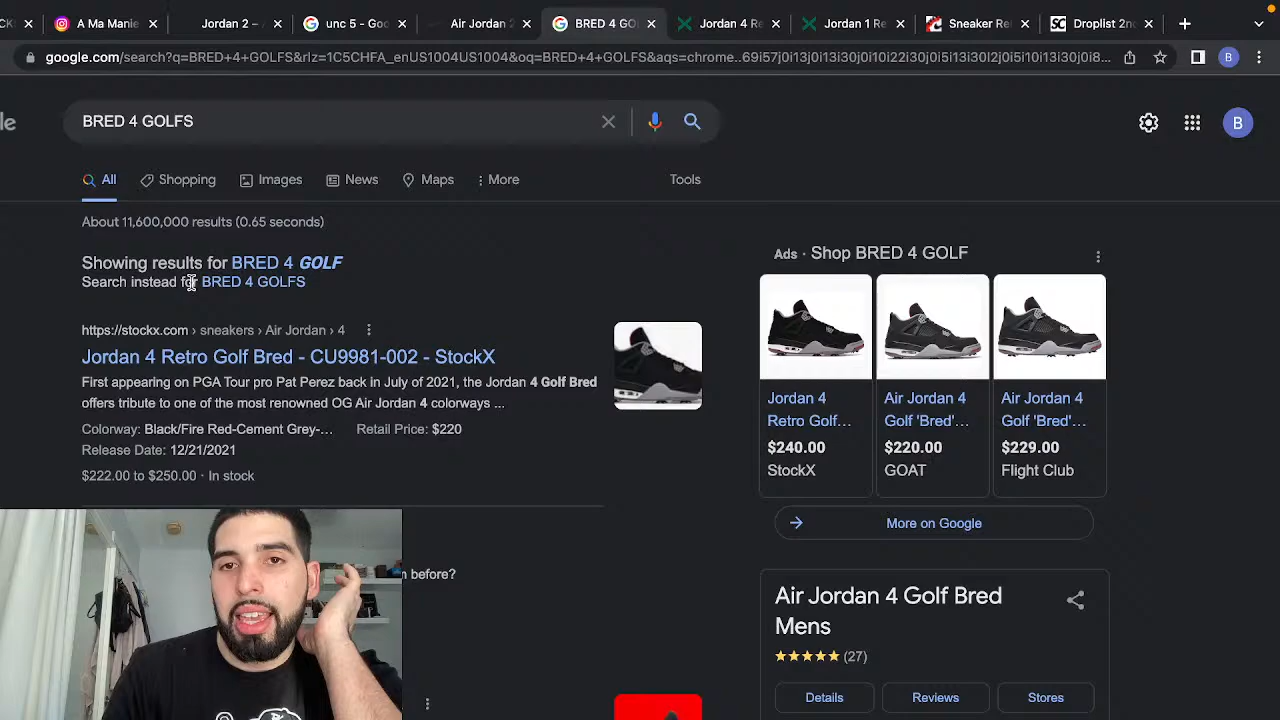 A Ma Manie
Jordan 2 –
unc 5 - Goo
Air Jordan 2
BRED 4 GO
Jordan 4 Re
Jordan 1 Re
Sneaker Rel
SC Droplist 2n
google.com/search?q=BRED+4+GOLFS&rlz=1C5CHFA_enUS1004US1004&oq=BRED+4+GOLFS&aqs=chrome..69i57j0i13j0i13i30j0i10i22i30j0i5i13i30l2j0i5i10i13i30j0i8...
B
le
BRED 4 GOLFS
B
All
Shopping
Images
News
Maps
More
Tools
About 11,600,000 results (0.65 seconds)
Showing results for BRED 4 GOLF
Search instead for BRED 4 GOLFS
https://stockx.com › sneakers › Air Jordan › 4
Jordan 4 Retro Golf Bred - CU9981-002 - StockX
First appearing on PGA Tour pro Pat Perez back in July of 2021, the Jordan 4 Golf Bred
offers tribute to one of the most renowned OG Air Jordan 4 colorways ...
Colorway: Black/Fire Red-Cement Grey-... Retail Price: $220
Release Date: 12/21/2021
$222.00 to $250.00 · In stock
n before?
Ads · Shop BRED 4 GOLF
Jordan 4
Retro Golf...
$240.00
StockX
Air Jordan 4
Golf 'Bred'...
$220.00
GOAT
Air Jordan 4
Golf 'Bred'...
$229.00
Flight Club
More on Google
Air Jordan 4 Golf Bred
Mens
(27)
Details
Reviews
Stores